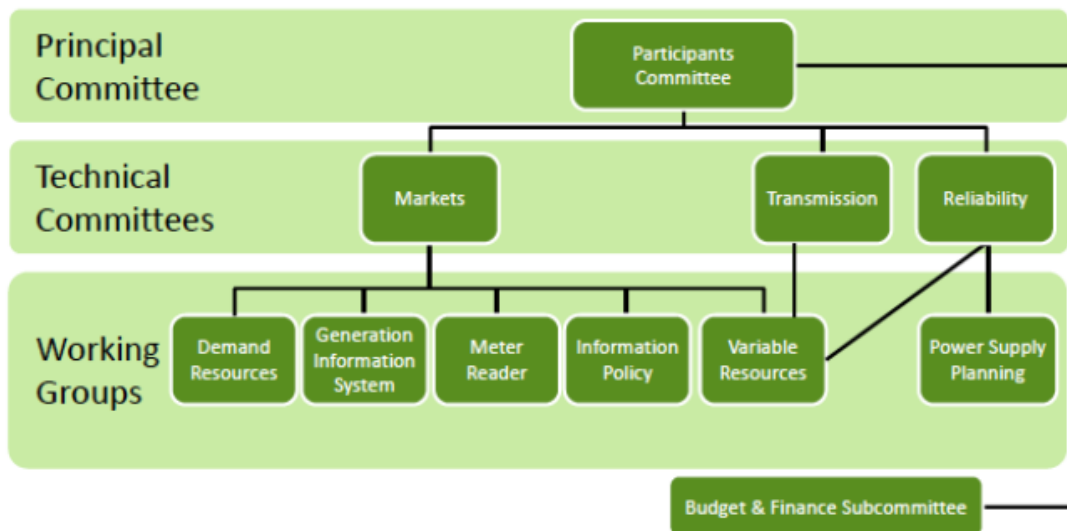 Principal
Committee
Participants
Committee
Technical
Committees
Markets
Transmission
Reliability
Working
Groups
Demand
Resources
Generation
Information
System
Meter
Reader
Information
Policy
Variable
Resources
Power Supply
Planning
Budget & Finance Subcommittee